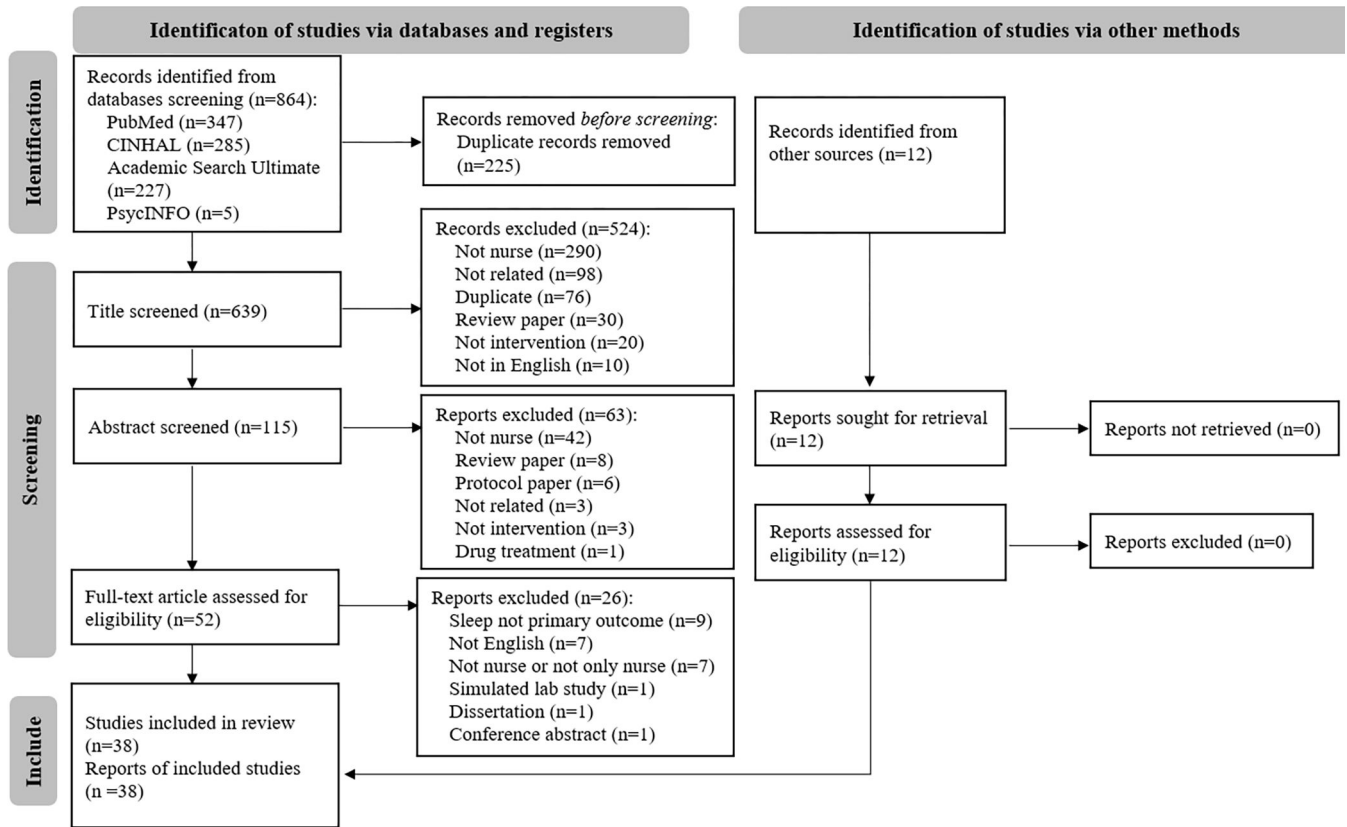 Identificaton of studies via databases and registers
Identification of studies via other methods
Identification
Records identified from
databases screening (n=864):
PubMed (n=347)
CINHAL (n=285)
Academic Search Ultimate
(n=227)
PsycINFO (n=5)
Records removed before screening:
Duplicate records removed
(n=225)
Records identified from
other sources (n=12)
Screening
Title screened (n=639)
Records excluded (n=524):
Not nurse (n=290)
Not related (n=98)
Duplicate (n=76)
Review paper (n=30)
Not intervention (n=20)
Not in English (n=10)
Abstract screened (n=115)
Reports excluded (n=63):
Not nurse (n=42)
Review paper (n=8)
Protocol paper (n=6)
Not related (n=3)
Not intervention (n=3)
Drug treatment (n=1)
Reports sought for retrieval
(n=12)
Reports not retrieved (n=0)
Full-text article assessed for
eligibility (n=52)
Reports excluded (n=26):
Sleep not primary outcome (n=9)
Not English (n=7)
Not nurse or not only nurse (n=7)
Simulated lab study (n=1)
Dissertation (n=1)
Conference abstract (n=1)
Reports assessed for
eligibility (n=12)
Reports excluded (n=0)
Include
Studies included in review
(n=38)
Reports of included studies
(n =38)